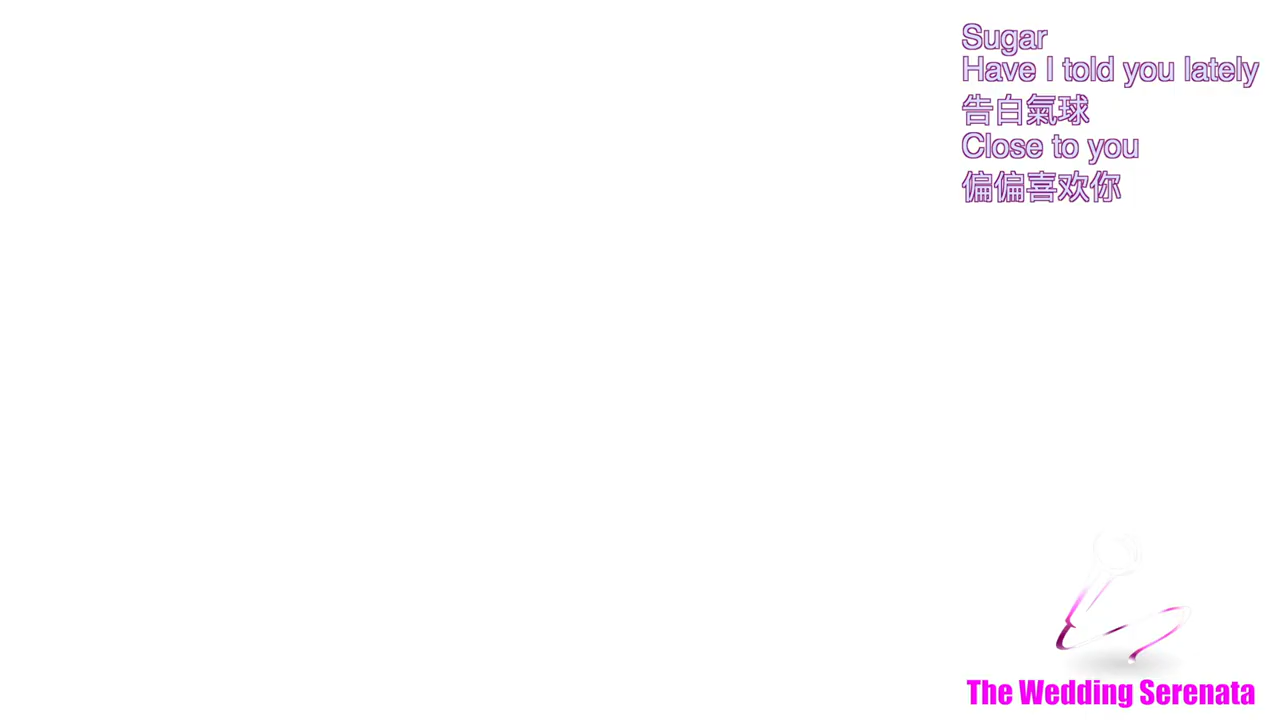 Sugar
Have I told you lately
告白氣球
Close to you
偏偏喜欢你
The Wedding Serenata